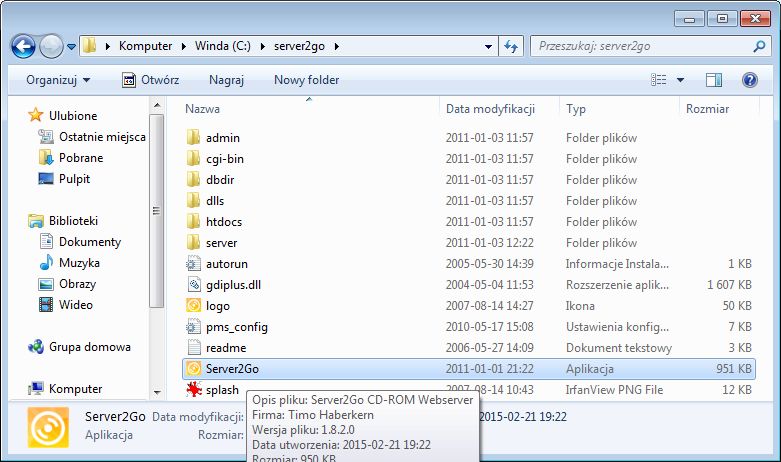 Komputer Winda (C:) server2go Przeszukaj: server2go
Organizuj Otwórz Nagraj Nowy folder
Nazwa Data modyfikacji Typ Rozmiar
Ulubione
Ostatnie miejsca
Pobrane
Pulpit
Biblioteki
Dokumenty
Muzyka
Obrazy
Wideo
Grupa domowa
Komputer
admin 2011-01-03 11:57 Folder plików
cgi-bin 2011-01-03 11:57 Folder plików
dbdir 2011-01-03 11:57 Folder plików
dlls 2011-01-03 11:57 Folder plików
htdocs 2011-01-03 11:57 Folder plików
server 2011-01-03 12:22 Folder plików
autorun 2005-05-30 14:39 Informacje Instala... 1 KB
gdiplus.dll 2004-05-04 11:53 Rozszerzenie aplik... 1 607 KB
logo 2007-08-14 14:27 Ikona 50 KB
pms_config 2010-05-17 15:08 Ustawienia konfig... 7 KB
readme 2006-05-27 14:09 Dokument tekstowy 3 KB
Server2Go 2011-01-01 21:22 Aplikacja 951 KB
splash 2007-08-14 10:43 IrfanView PNG File 12 KB
Server2Go Data modyfikacji: 2015-02-21 19:22
Aplikacja Rozmiar:
Opis pliku: Server2Go CD-ROM Webserver
Firma: Timo Haberkern
Wersja pliku: 1.8.2.0
Data utworzenia: 2015-02-21 19:22
Rozmiar: 950 KB